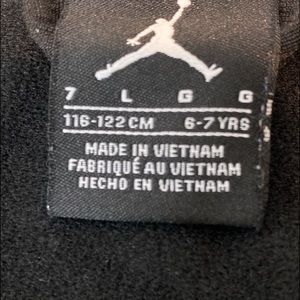 7 L G G
116-122 CM 6-7 YRS
MADE IN VIETNAM
FABRIQUÉ AU VIETNAM
HECHO EN VIETNAM